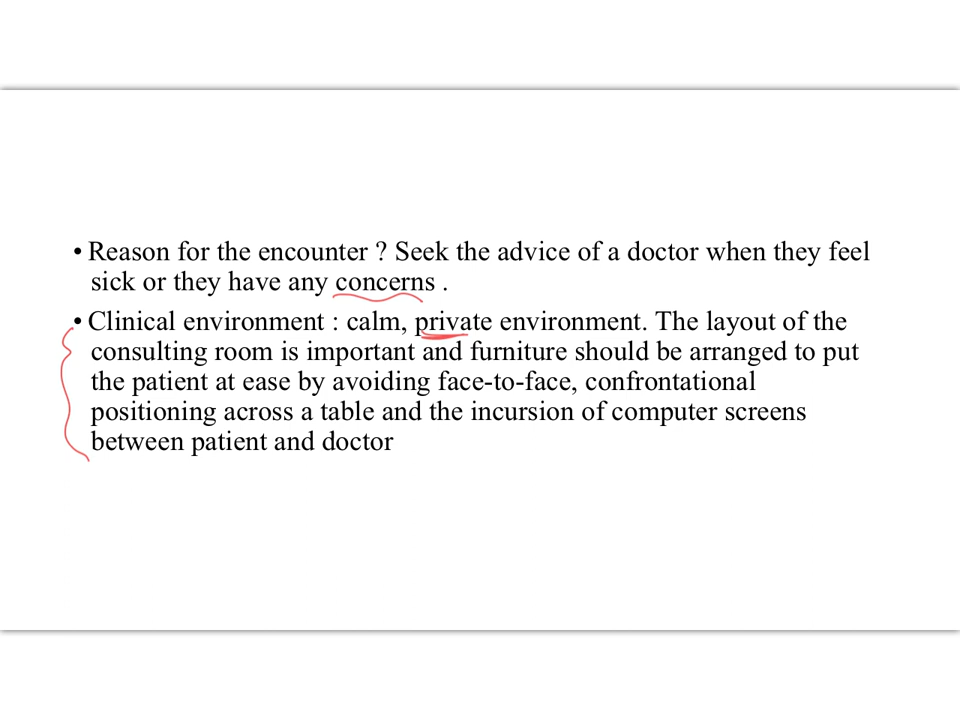 • Reason for the encounter ? Seek the advice of a doctor when they feel
sick or they have any concerns .
• Clinical environment : calm, private environment. The layout of the
consulting room is important and furniture should be arranged to put
the patient at ease by avoiding face-to-face, confrontational
positioning across a table and the incursion of computer screens
between patient and doctor